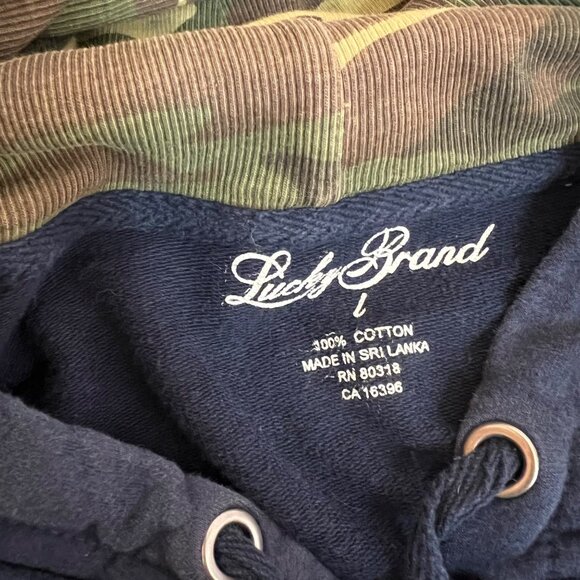 Lucky Brand
L
100% COTTON
MADE IN SRI LANKA
RN 80318
CA 16396